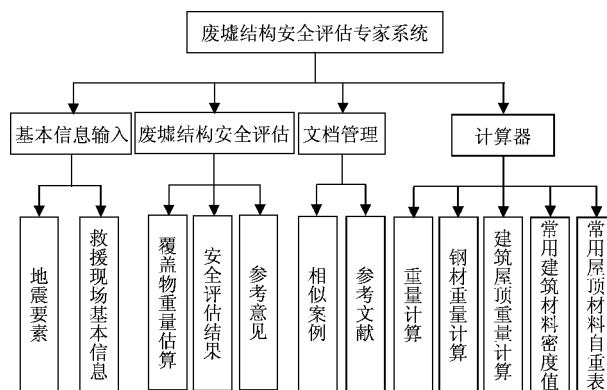 废墟结构安全评估专家系统
基本信息输入
废墟结构安全评估
文档管理
计算器
地震要素
救援现场基本信息
覆盖物重量估算
安全评估结果
参考意见
相似案例
参考文献
重量计算
钢材重量计算
建筑屋顶重量计算
常用建筑材料密度值
常用屋顶材料自重表